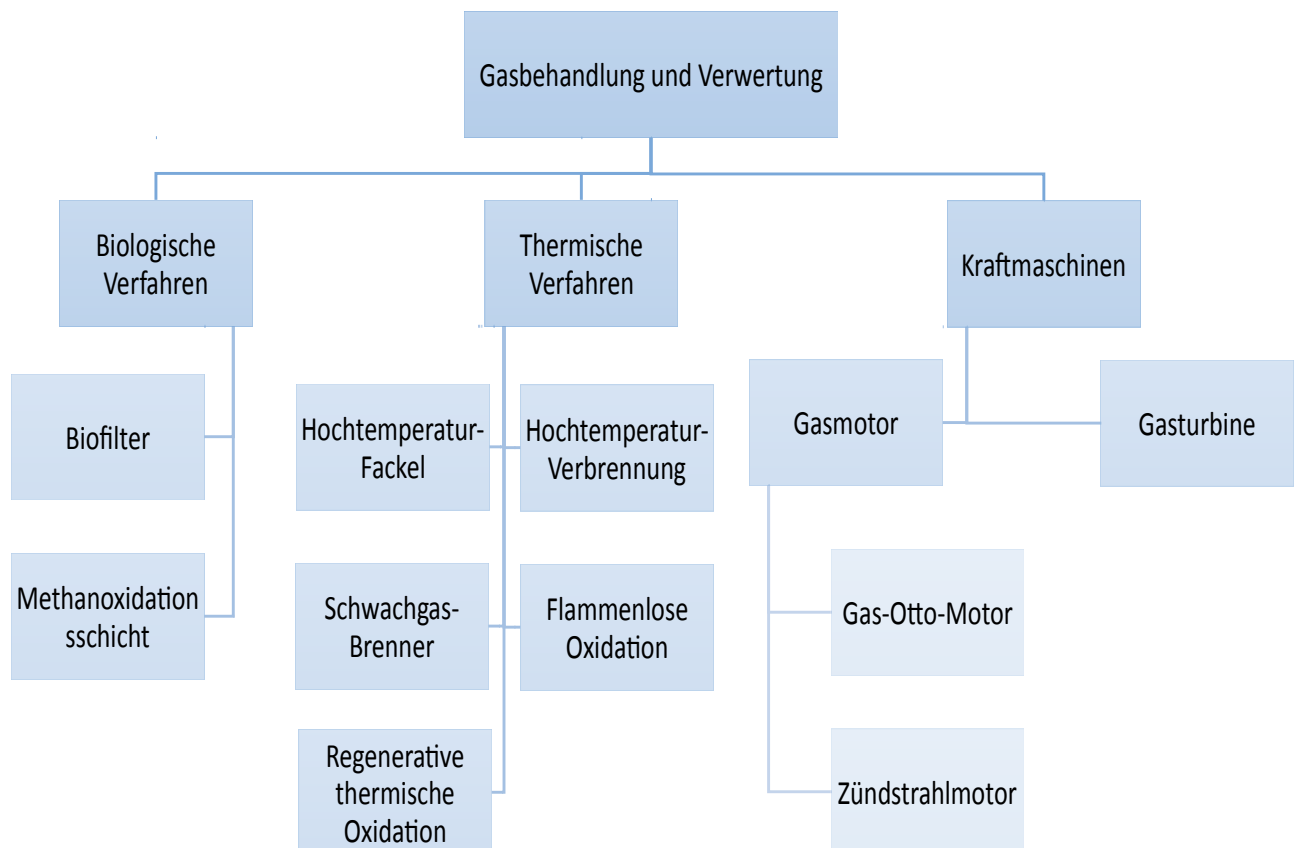 Gasbehandlung und Verwertung
Biologische
Verfahren
Thermische
Verfahren
Kraftmaschinen
Biofilter
Methanoxidation
sschicht
Hochtemperatur-
Fackel
Hochtemperatur-
Verbrennung
Schwachgas-
Brenner
Flammenlose
Oxidation
Regenerative
thermische
Oxidation
Gasmotor
Gasturbine
Gas-Otto-Motor
Zündstrahlmotor